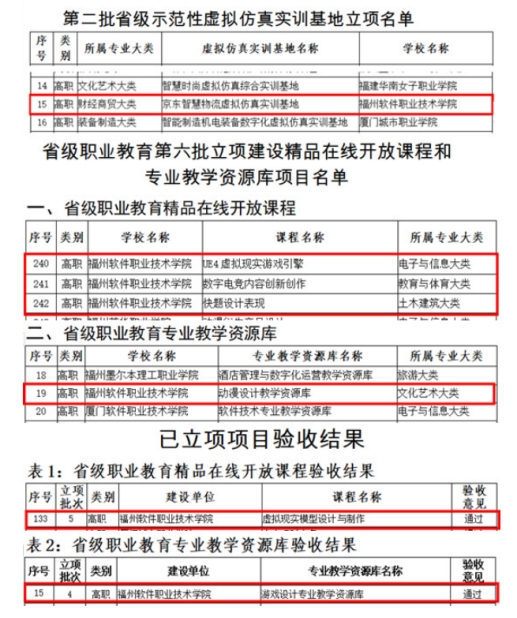 第二批省级示范性虚拟仿真实训基地立项名单
序号 类别 所属专业大类 虚拟仿真实训基地名称 学校名称
14 高职 文化艺术大类 智慧时尚虚拟仿真综合实训基地 福建华南女子职业学院
15 高职 财经商贸大类 京东智慧物流虚拟仿真实训基地 福州软件职业技术学院
16 高职 装备制造大类 智能制造机电装备数字化虚拟仿真实训基地 厦门城市职业学院
省级职业教育第六批立项建设精品在线开放课程和
专业教学资源库项目名单
一、省级职业教育精品在线开放课程
序号 类别 学校名称 课程名称 所属专业大类
240 高职 福州软件职业技术学院 UE4虚拟现实游戏引擎 电子与信息大类
241 高职 福州软件职业技术学院 数字电竞内容创新创作 教育与体育大类
242 高职 福州软件职业技术学院 快题设计表现 土木建筑大类
二、省级职业教育专业教学资源库
序号 类别 学校名称 专业教学资源库名称 所属专业大类
18 高职 福州墨尔本理工职业学院 酒店管理与数字化运营教学资源库 旅游大类
19 高职 福州软件职业技术学院 动漫设计教学资源库 文化艺术大类
20 高职 厦门软件职业技术学院 软件技术专业教学资源库 电子与信息大类
已立项项目验收结果
表1：省级职业教育精品在线开放课程验收结果
序号 立项批次 类别 建设单位 课程名称 验收意见
133 5 高职 福州软件职业技术学院 虚拟现实模型设计与制作 通过
表2：省级职业教育专业教学资源库验收结果
序号 立项批次 类别 建设单位 专业教学资源库名称 验收意见
15 4 高职 福州软件职业技术学院 游戏设计专业教学资源库 通过